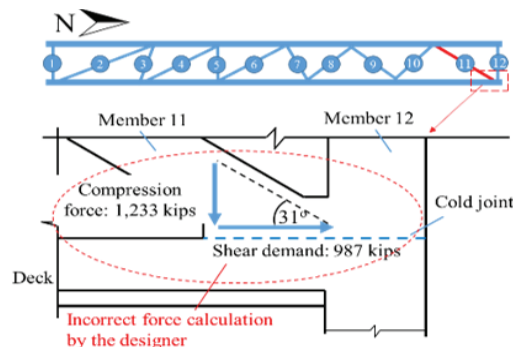 N
1 2 3 4 5 6 7 8 9 10 11 12
Member 11
Member 12
Compression
force: 1,233 kips
31°
Cold joint
Shear demand: 987 kips
Deck
Incorrect force calculation
by the designer